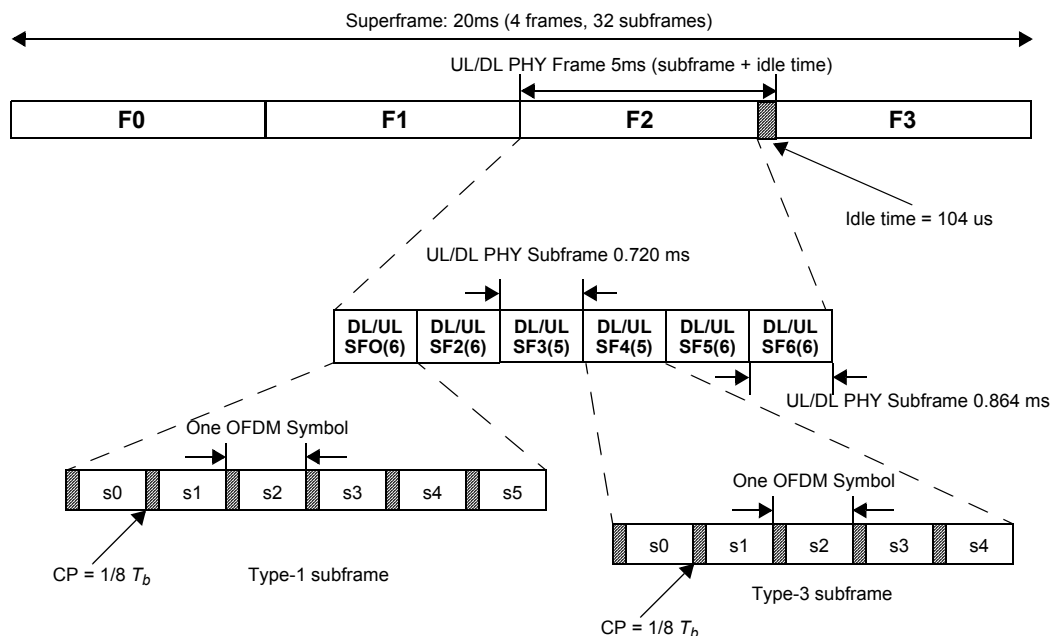 Superframe: 20ms (4 frames, 32 subframes)
UL/DL PHY Frame 5ms (subframe + idle time)
F0 F1 F2 F3
Idle time = 104 us
UL/DL PHY Subframe 0.720 ms
DL/UL DL/UL DL/UL DL/UL DL/UL DL/UL
SFO(6) SF2(6) SF3(5) SF4(5) SF5(6) SF6(6)
UL/DL PHY Subframe 0.864 ms
One OFDM Symbol
s0 s1 s2 s3 s4 s5
One OFDM Symbol
s0 s1 s2 s3 s4
CP = 1/8 T_b
Type-1 subframe
Type-3 subframe
CP = 1/8 T_b